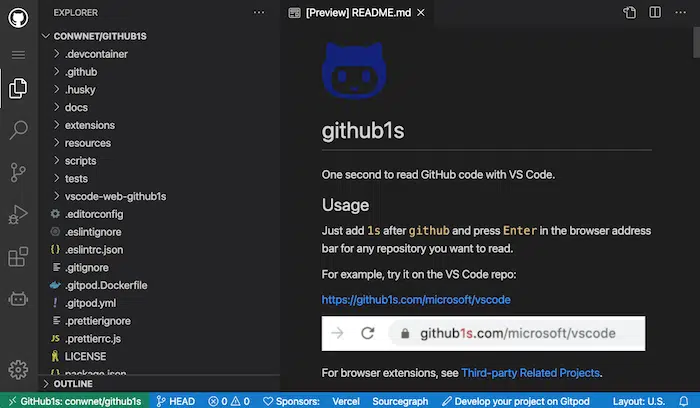 EXPLORER
CONWNET/GITHUB1S
.devcontainer
.github
.husky
docs
extensions
resources
scripts
tests
vscode-web-github1s
.editorconfig
.eslintignore
.eslintrc.json
.gitignore
.gitpod.Dockerfile
.gitpod.yml
.prettierignore
.prettierrc.js
LICENSE
package.json
OUTLINE
[Preview] README.md
github1s
One second to read GitHub code with VS Code.
Usage
Just add 1s after github and press Enter in the browser address
bar for any repository you want to read.
For example, try it on the VS Code repo:
https://github1s.com/microsoft/vscode
github1s.com/microsoft/vscode
For browser extensions, see Third-party Related Projects.
GitHub1s: conwnet/github1s HEAD 0 0 Sponsors: Vercel Sourcegraph Develop your project on Gitpod Layout: U.S.